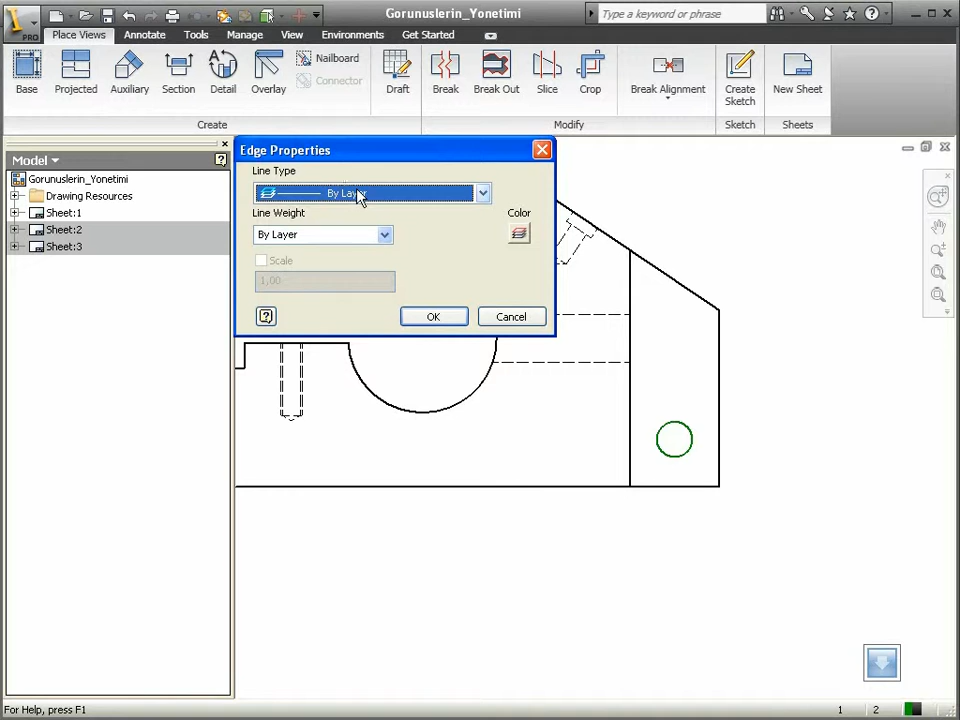 Gorunuslerin_Yonetimi
Type a keyword or phrase
PRO
Place Views
Annotate
Tools
Manage
View
Environments
Get Started
Base
Projected
Auxiliary
Section
Detail
Overlay
Nailboard
Connector
Draft
Break
Break Out
Slice
Crop
Break Alignment
Create
Sketch
New Sheet
Create
Modify
Sketch
Sheets
Model
Gorunuslerin_Yonetimi
Drawing Resources
Sheet:1
Sheet:2
Sheet:3
Edge Properties
Line Type
By Layer
Line Weight
Color
By Layer
Scale
1,00
OK
Cancel
For Help, press F1
1
2